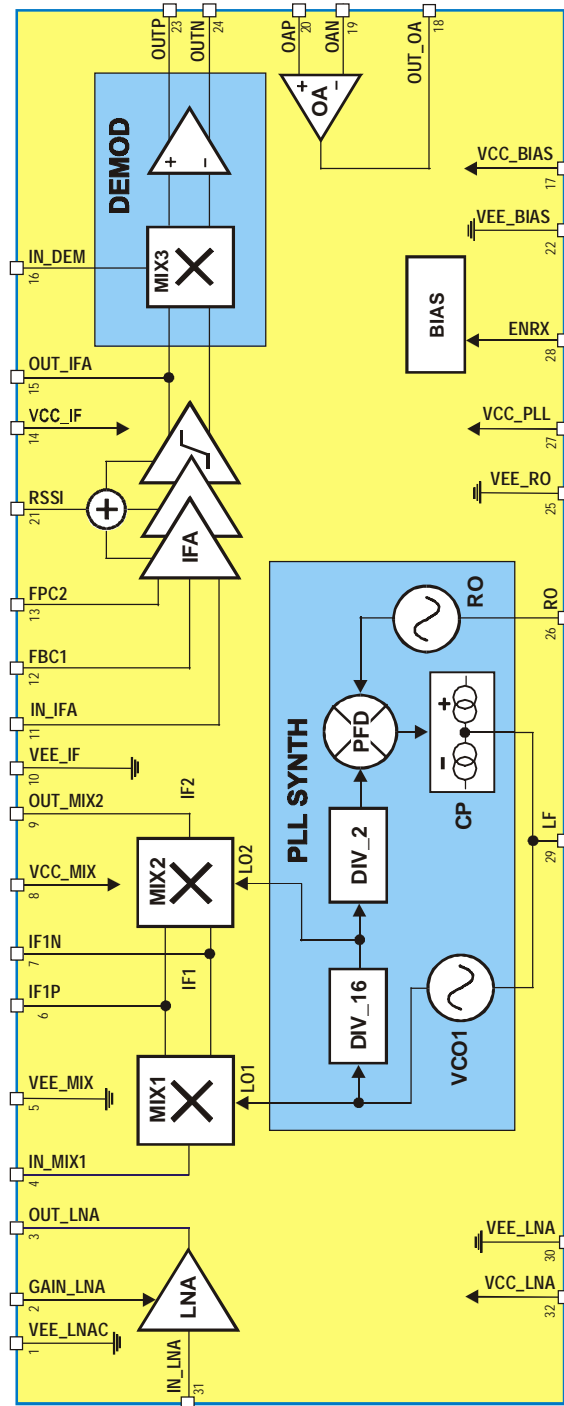 VEE_LNAC
1
GAIN_LNA
2
OUT_LNA
3
IN_MIX1
4
VEE_MIX
5
IF1P
6
IF1N
7
VCC_MIX
8
OUT_MIX2
9
VEE_IF
10
IN_IFA
11
FBC1
12
FPC2
13
RSSI
21
VCC_IF
14
OUT_IFA
15
IN_DEM
16
OUTP
23
OUTN
24
OAP
20
OAN
19
OUT_OA
18
IN_LNA
31
LNA
MIX1
IF1
MIX2
IF2
LO1
LO2
IFA
+
MIX3
DEMOD
+
−
+
−
OA
PLL SYNTH
DIV_16
DIV_2
PFD
RO
VCO1
CP
−
+
BIAS
VCC_LNA
32
VEE_LNA
30
LF
29
RO
26
VEE_RO
25
VCC_PLL
27
ENRX
28
VEE_BIAS
22
VCC_BIAS
17